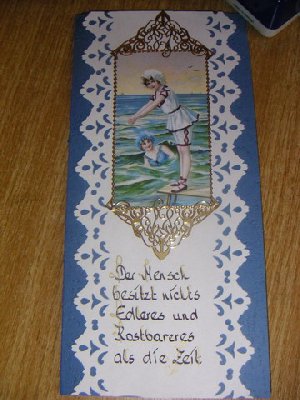 Der Mensch
besitzt nichts
Edleres und
Kostbareres
als die Zeit